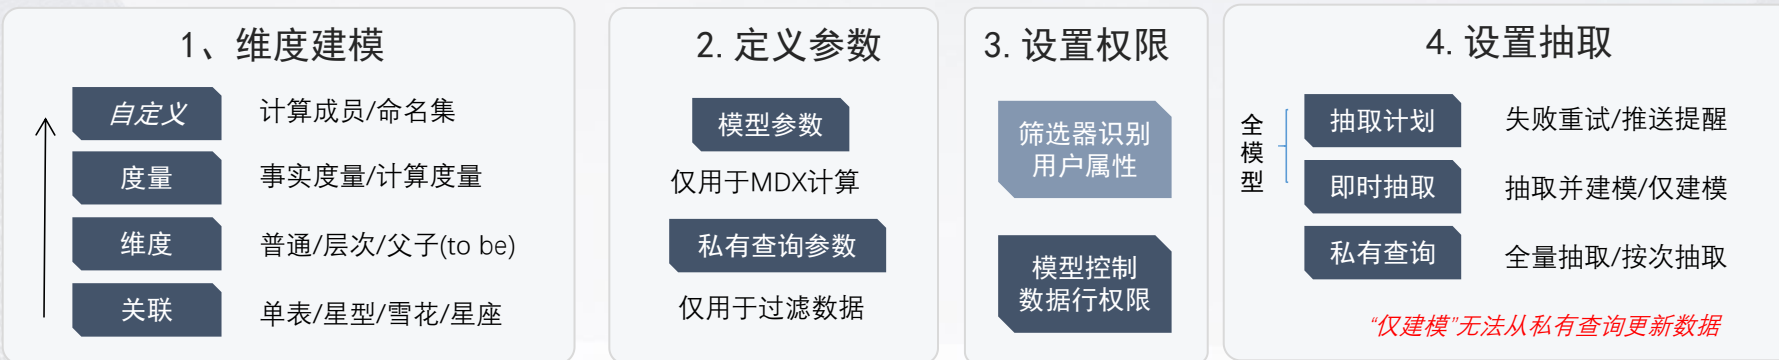 1、维度建模
自定义 计算成员/命名集
度量 事实度量/计算度量
维度 普通/层次/父子(to be)
关联 单表/星型/雪花/星座
2.定义参数
模型参数
仅用于MDX计算
私有查询参数
仅用于过滤数据
3.设置权限
筛选器识别
用户属性
模型控制
数据行权限
4.设置抽取
全模型
抽取计划 失败重试/推送提醒
即时抽取 抽取并建模/仅建模
私有查询 全量抽取/按次抽取
“仅建模”无法从私有查询更新数据